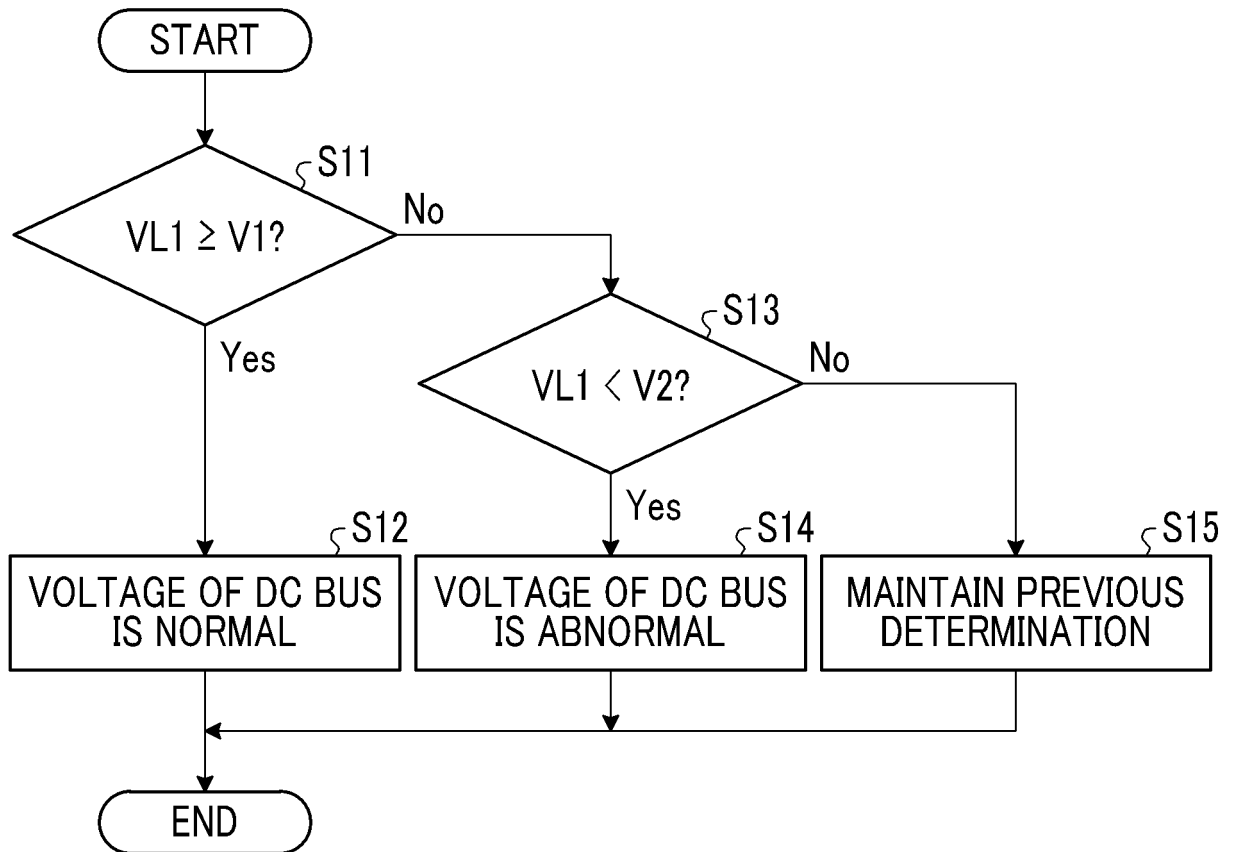 START
S11
VL1 ≧ V1?
No
Yes
S13
VL1 < V2?
No
Yes
S12
VOLTAGE OF DC BUS
IS NORMAL
S14
VOLTAGE OF DC BUS
IS ABNORMAL
S15
MAINTAIN PREVIOUS
DETERMINATION
END